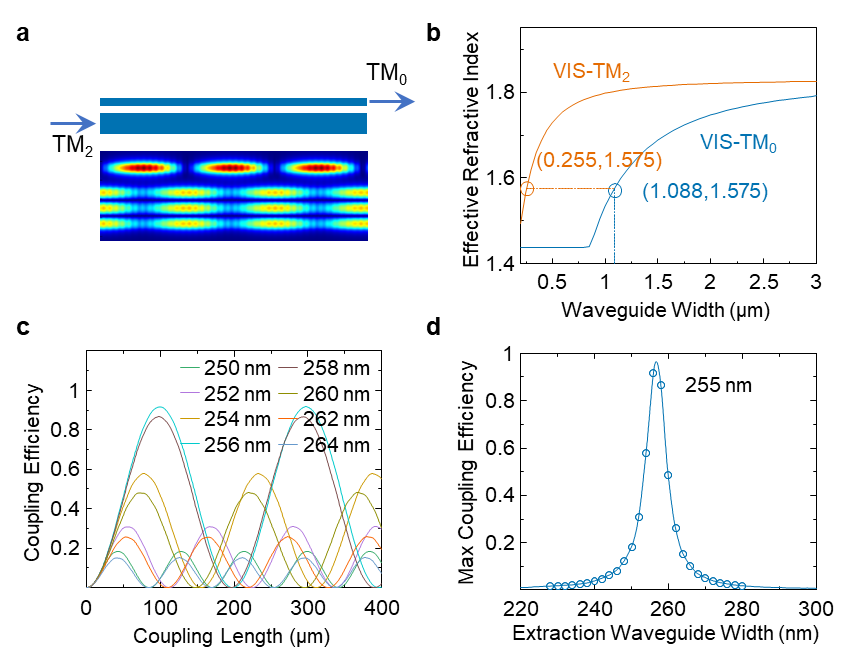 a
TM0
TM2
b
Effective Refractive Index
1.8
1.6
1.4
VIS-TM2
VIS-TM0
(0.255,1.575)
(1.088,1.575)
0.5 1 1.5 2 2.5 3
Waveguide Width (μm)
c
Coupling Efficiency
1
0.8
0.6
0.4
0.2
250 nm 258 nm
252 nm 260 nm
254 nm 262 nm
256 nm 264 nm
0 100 200 300 400
Coupling Length (μm)
d
Max Coupling Efficiency
1
0.8
0.6
0.4
0.2
255 nm
220 240 260 280 300
Extraction Waveguide Width (nm)